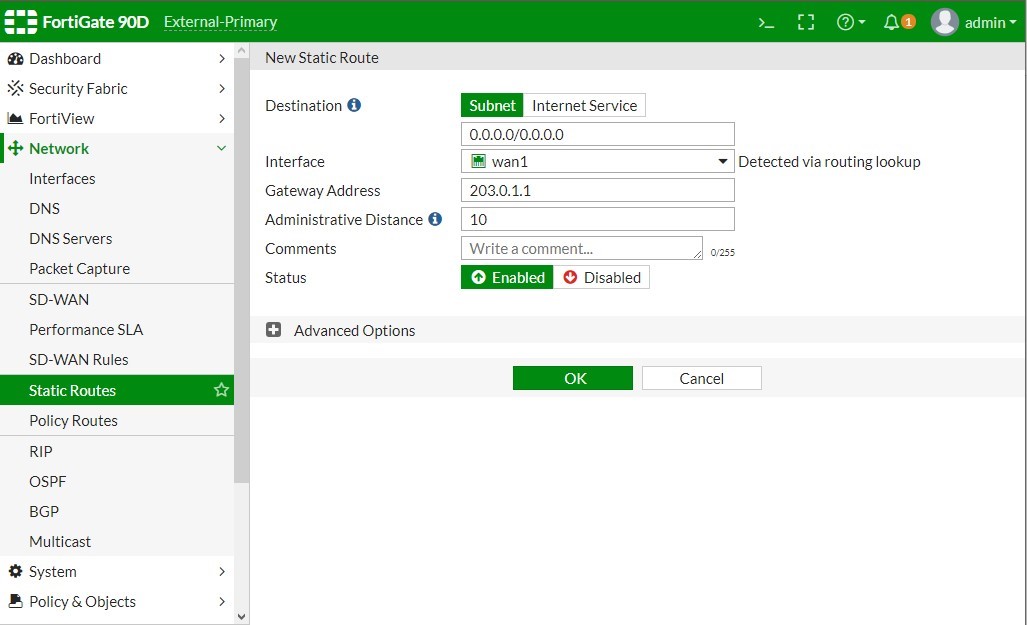 FortiGate 90D External-Primary >_ ? 1 admin
Dashboard
Security Fabric
FortiView
Network
Interfaces
DNS
DNS Servers
Packet Capture
SD-WAN
Performance SLA
SD-WAN Rules
Static Routes
Policy Routes
RIP
OSPF
BGP
Multicast
System
Policy & Objects
New Static Route
Destination i Subnet Internet Service
0.0.0.0/0.0.0.0
Interface wan1 Detected via routing lookup
Gateway Address 203.0.1.1
Administrative Distance i 10
Comments Write a comment... 0/255
Status Enabled Disabled
Advanced Options
OK Cancel